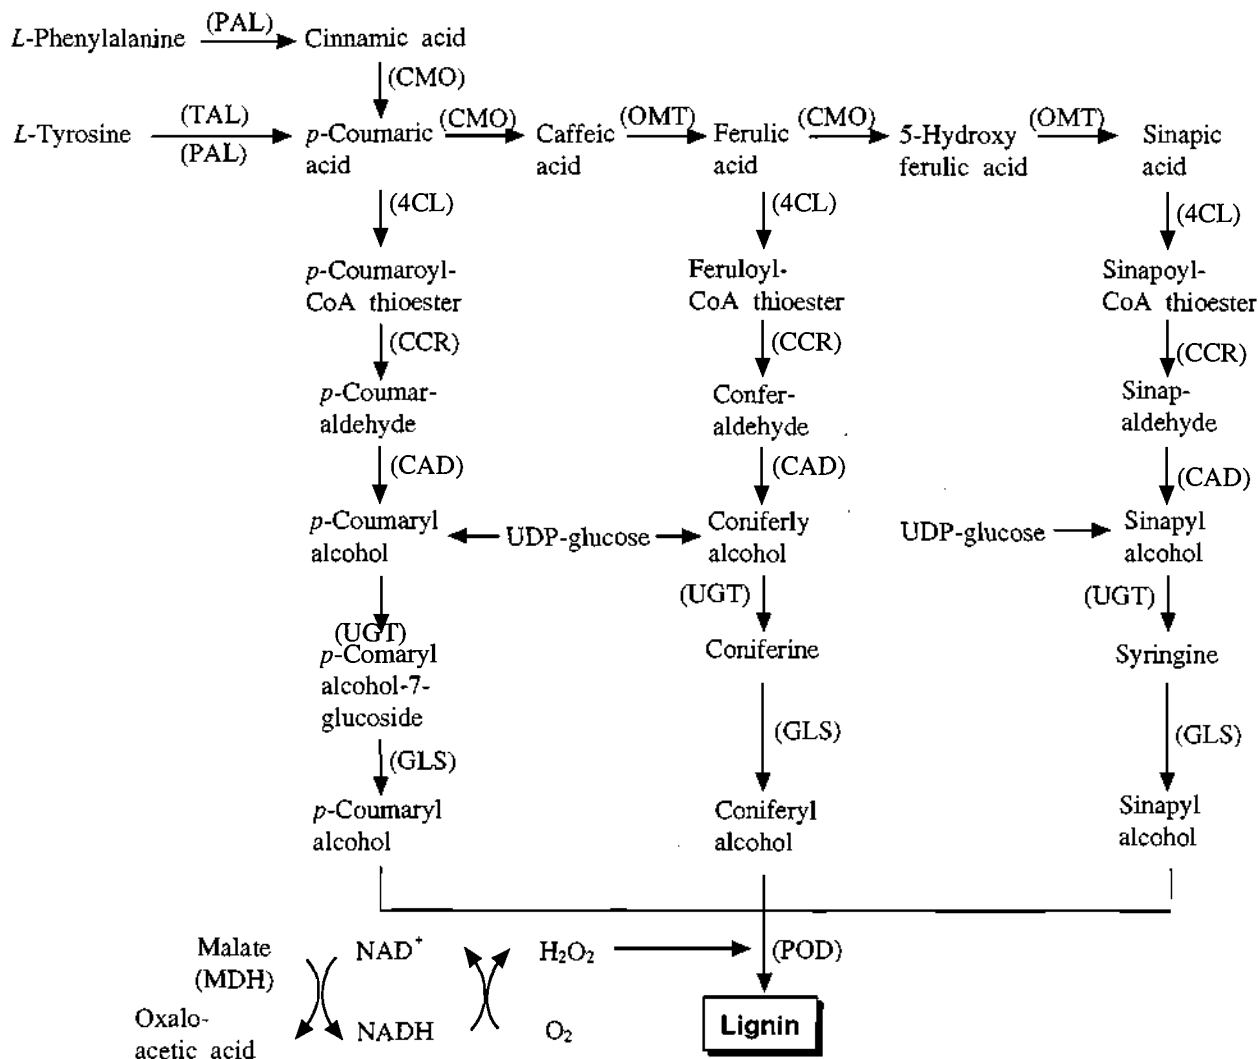 L-Phenylalanine (PAL) Cinnamic acid
(CMO)
L-Tyrosine (TAL) p-Coumaric (CMO) Caffeic (OMT) Ferulic (CMO) 5-Hydroxy (OMT) Sinapic
(PAL) acid acid acid ferulic acid acid
(4CL) (4CL) (4CL)
p-Coumaroyl- Feruloyl- Sinapoyl-
CoA thioester CoA thioester CoA thioester
(CCR) (CCR) (CCR)
p-Coumar- Confer- Sinap-
aldehyde aldehyde aldehyde
(CAD) (CAD) (CAD)
p-Coumaryl UDP-glucose Coniferly UDP-glucose Sinapyl
alcohol alcohol alcohol
(UGT) (UGT) (UGT)
p-Comaryl Coniferine Syringine
alcohol-7-
glucoside
(GLS) (GLS) (GLS)
p-Coumaryl Coniferyl Sinapyl
alcohol alcohol alcohol
Malate NAD+ H2O2 (POD)
(MDH)
Oxalo- NADH O2 Lignin
acetic acid